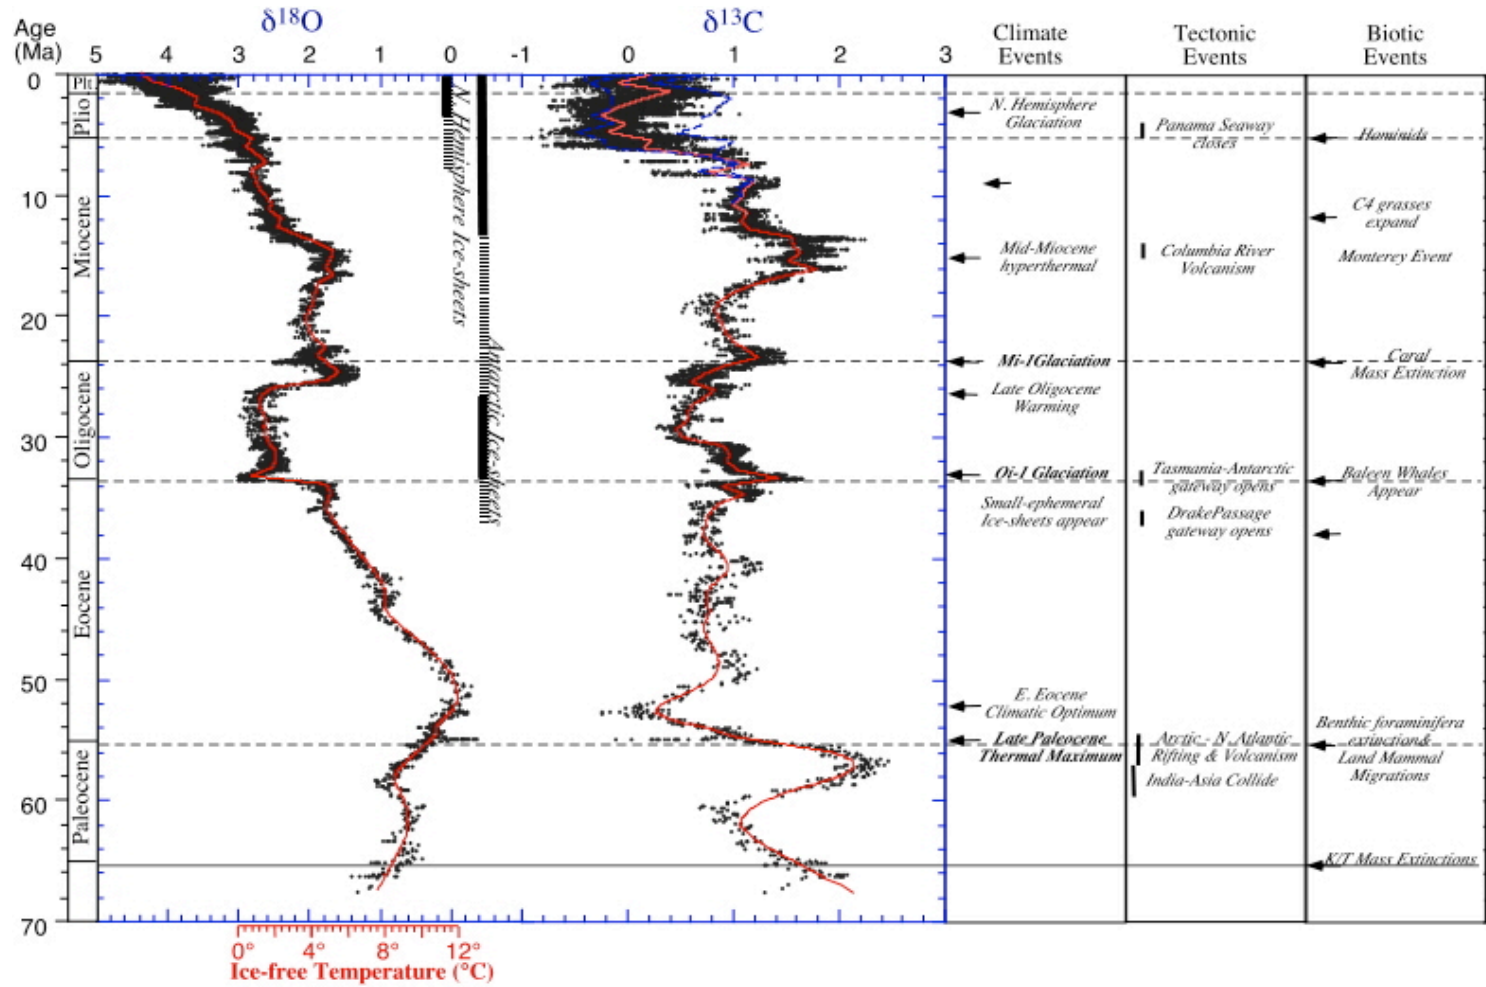 Age
(Ma)
δ18O
δ13C
Climate
Events
Tectonic
Events
Biotic
Events
5 4 3 2 1 0 -1 0 1 2 3
0
10
20
30
40
50
60
70
Plt.
Plio
Miocene
Oligocene
Eocene
Paleocene
N. Hemisphere Ice-sheets
Antarctic Ice-sheets
N. Hemisphere
Glaciation
Mid-Miocene
hyperthermal
Mi-1Glaciation
Late Oligocene
Warming
Oi-1 Glaciation
Small-ephemeral
Ice-sheets appear
E. Eocene
Climatic Optimum
Late Paleocene
Thermal Maximum
Panama Seaway
closes
Columbia River
Volcanism
Tasmania-Antarctic
gateway opens
DrakePassage
gateway opens
Arctic - N. Atlantic
Rifting & Volcanism
India-Asia Collide
Hominids
C4 grasses
expand
Monterey Event
Coral
Mass Extinction
Baleen Whales
Appear
Benthic foraminifera
extinction&
Land Mammal
Migrations
K/T Mass Extinctions
0° 4° 8° 12°
Ice-free Temperature (°C)